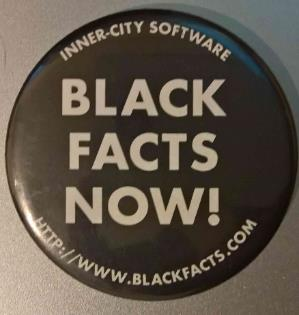 INNER-CITY SOFTWARE
BLACK
FACTS
NOW!
HTTP://WWW.BLACKFACTS.COM